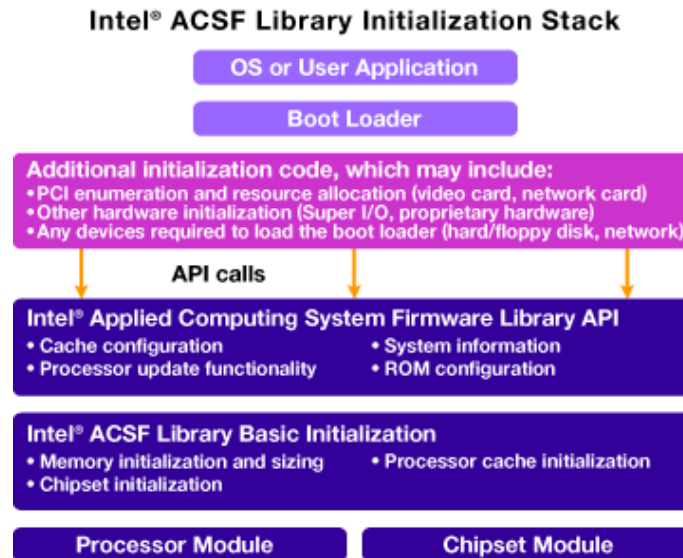 Intel® ACSF Library Initialization Stack
OS or User Application
Boot Loader
Additional initialization code, which may include:
•PCI enumeration and resource allocation (video card, network card)
•Other hardware initialization (Super I/O, proprietary hardware)
•Any devices required to load the boot loader (hard/floppy disk, network)
API calls
Intel® Applied Computing System Firmware Library API
• Cache configuration
• Processor update functionality
• System information
• ROM configuration
Intel® ACSF Library Basic Initialization
• Memory initialization and sizing
• Chipset initialization
• Processor cache initialization
Processor Module
Chipset Module